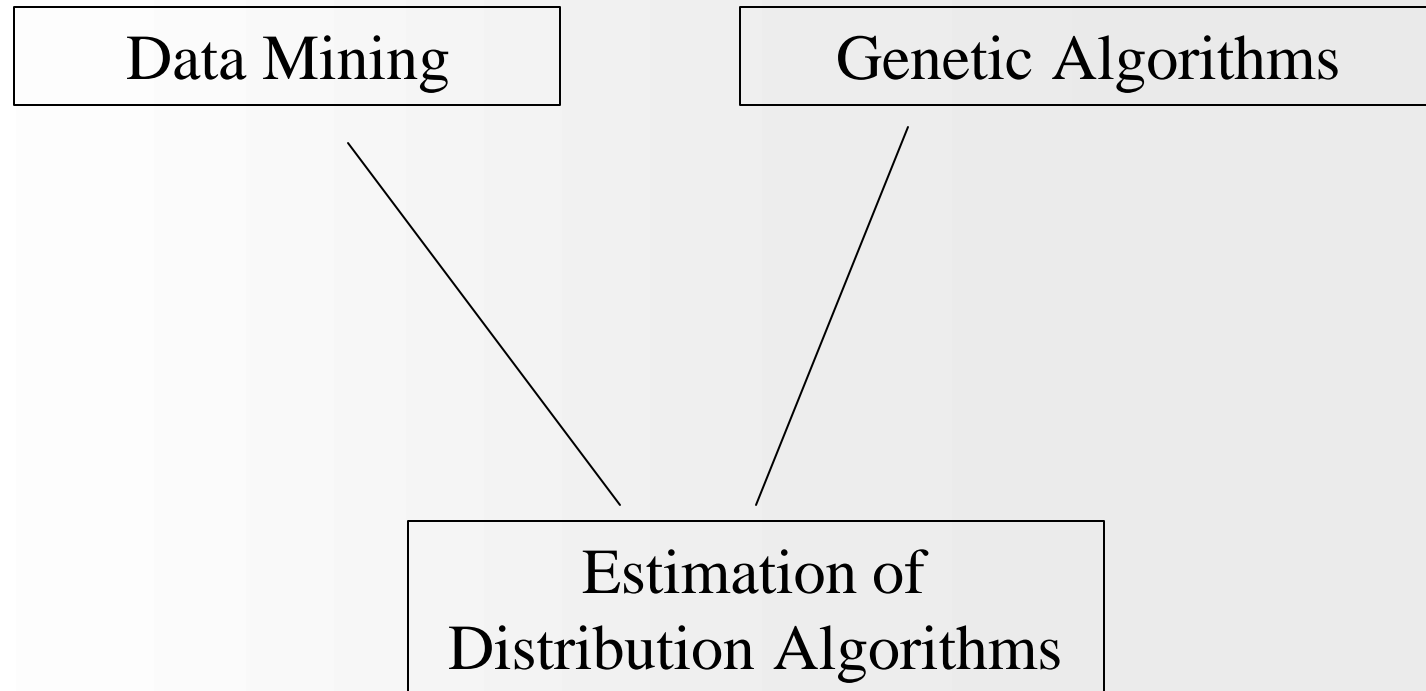 Data Mining
Genetic Algorithms
Estimation of
Distribution Algorithms